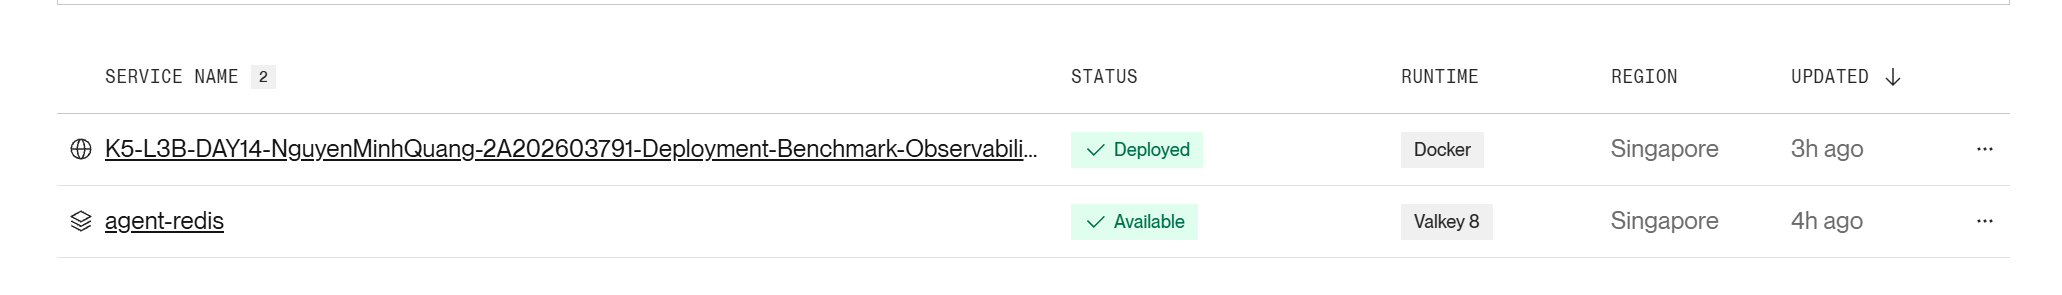 SERVICE NAME 2 STATUS RUNTIME REGION UPDATED ↓
K5-L3B-DAY14-NguyenMinhQuang-2A202603791-Deployment-Benchmark-Observabili... Deployed Docker Singapore 3h ago ...
agent-redis Available Valkey 8 Singapore 4h ago ...